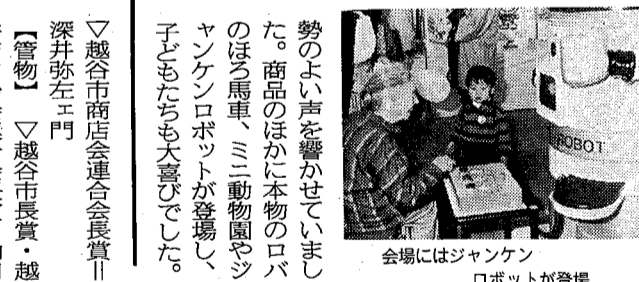 勢のよい声を響かせていまし
た。商品のほかに本物のロバ
のほろ馬車、ミニ動物園やジ
ャンケンロボットが登場し、
子どもたちも大喜びでした。
ROBOT
会場にはジャンケン
ロボットが登場
▽越谷市商店会連合会長賞＝
深井弥左ェ門
【管物】 ▽越谷市長賞・越